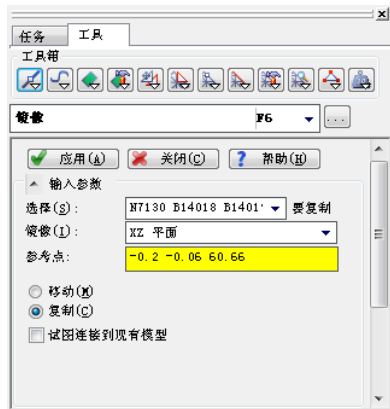 任务 工具
工具箱
镜像 F6 ...
应用(A) 关闭(C) ? 帮助(H)
输入参数
选择(S): N7130 B14018 B1401 要复制
镜像(I): XZ 平面
参考点: -0.2 -0.06 60.66
移动(M)
复制(C)
试图连接到现有模型